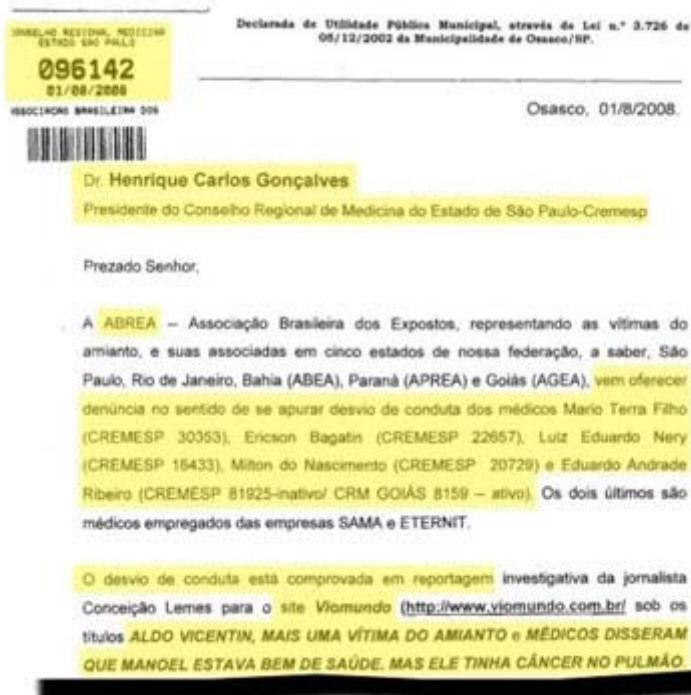 CONSELHO REGIONAL MEDICINA
ESTADO SAO PAULO
096142
01/08/2008
ASSOCIACAO BRASILEIRA DOS
Declarada de Utilidade Pública Municipal, através da Lei n.º 3.726 de
05/12/2002 da Municipalidade de Osasco/SP.
Osasco, 01/8/2008.
Dr. Henrique Carlos Gonçalves
Presidente do Conselho Regional de Medicina do Estado de São Paulo-Cremesp
Prezado Senhor,
A ABREA – Associação Brasileira dos Expostos, representando as vítimas do
amianto, e suas associadas em cinco estados de nossa federação, a saber, São
Paulo, Rio de Janeiro, Bahia (ABEA), Paraná (APREA) e Goiás (AGEA), vem oferecer
denúncia no sentido de se apurar desvio de conduta dos médicos Mario Terra Filho
(CREMESP 30353), Ericson Bagatin (CREMESP 22657), Luiz Eduardo Nery
(CREMESP 16433), Milton do Nascimento (CREMESP 20729) e Eduardo Andrade
Ribeiro (CREMESP 81925-inativo/ CRM GOIÁS 8159 – ativo). Os dois últimos são
médicos empregados das empresas SAMA e ETERNIT.
O desvio de conduta está comprovada em reportagem investigativa da jornalista
Conceição Lemes para o site Viomundo (http://www.viomundo.com.br/ sob os
títulos ALDO VICENTIN, MAIS UMA VÍTIMA DO AMIANTO e MÉDICOS DISSERAM
QUE MANOEL ESTAVA BEM DE SAÚDE, MAS ELE TINHA CÂNCER NO PULMÃO.